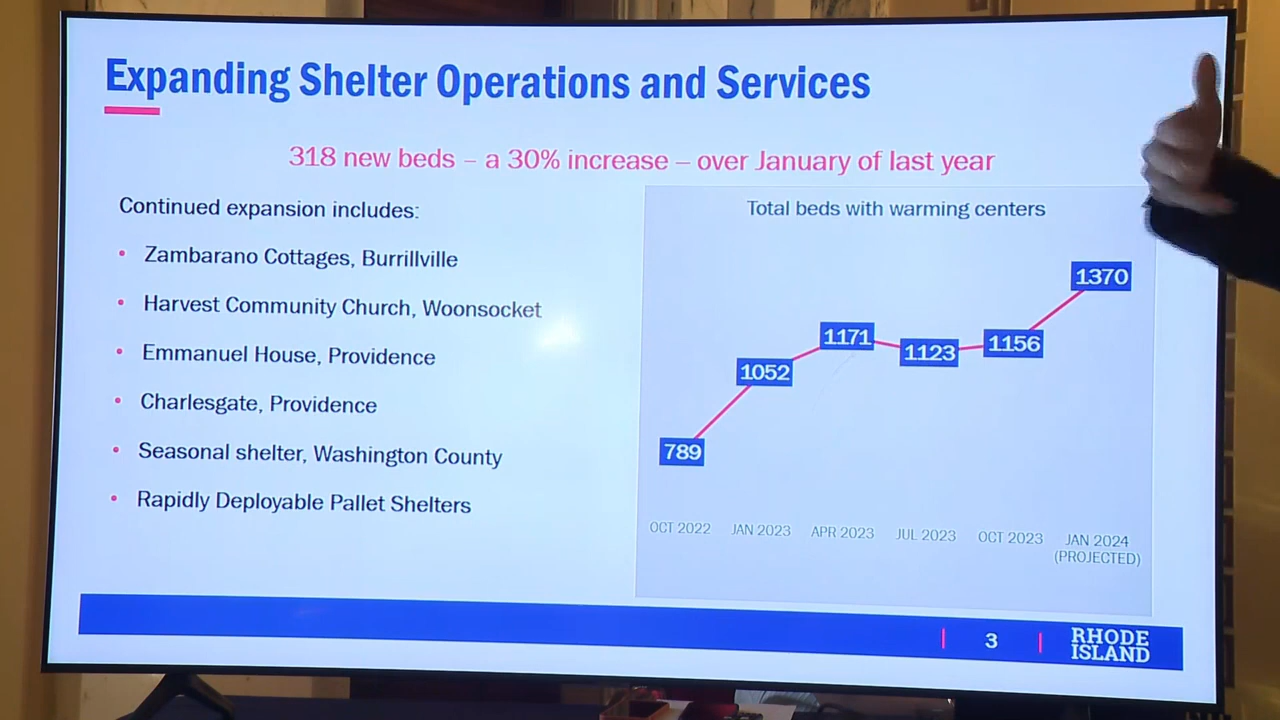 Expanding Shelter Operations and Services
318 new beds – a 30% increase – over January of last year
Continued expansion includes:
• Zambarano Cottages, Burrillville
• Harvest Community Church, Woonsocket
• Emmanuel House, Providence
• Charlesgate, Providence
• Seasonal shelter, Washington County
• Rapidly Deployable Pallet Shelters
Total beds with warming centers
1370
1171
1156
1123
1052
789
OCT 2022 JAN 2023 APR 2023 JUL 2023 OCT 2023 JAN 2024
(PROJECTED)
3
RHODE
ISLAND